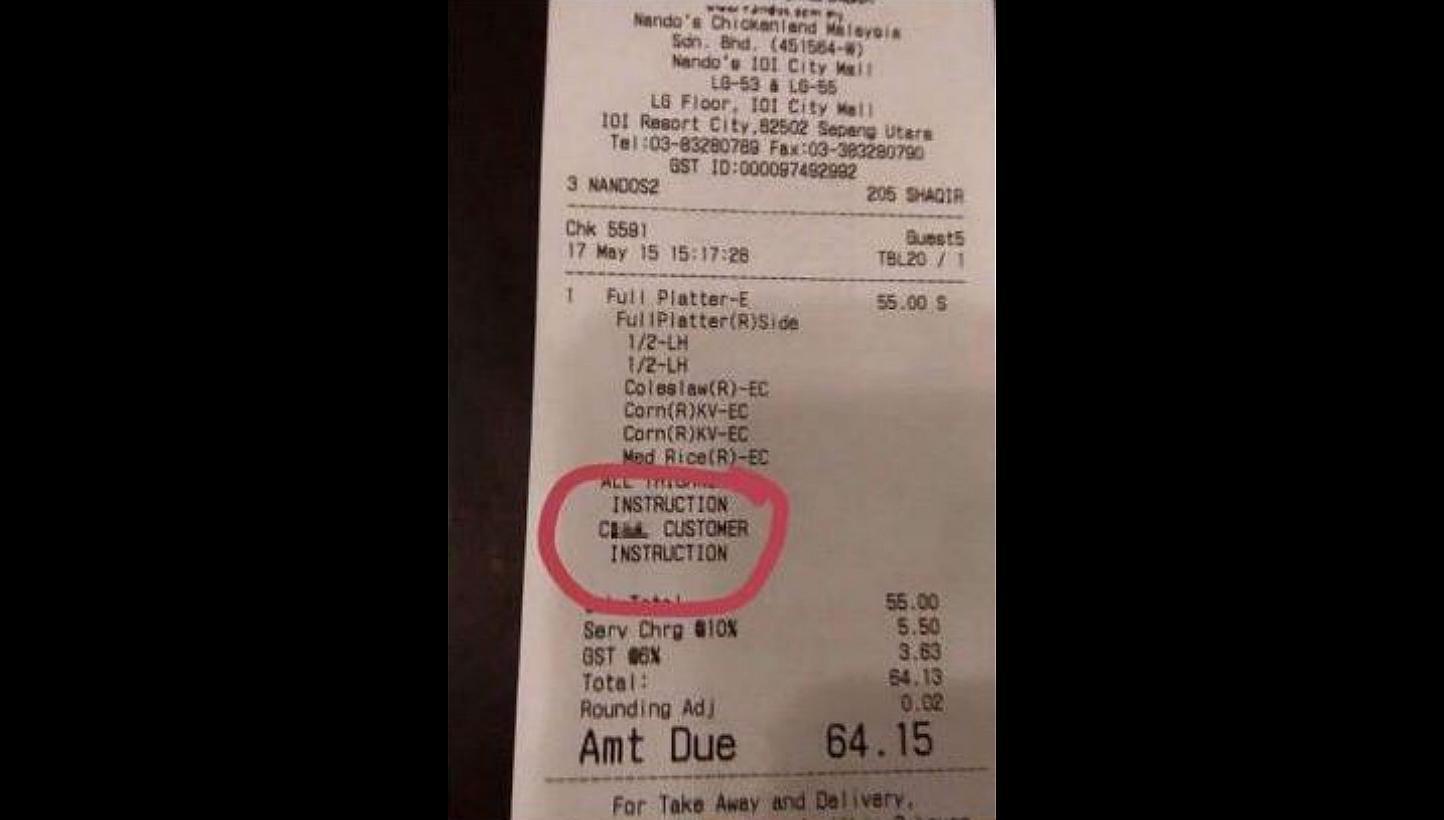 Nando's Chickenland Malaysia
Sdn. Bhd. (451564-W)
Nando's IOI City Mall
LG-53 & LG-55
LG Floor, IOI City Mall
IOI Resort City,62502 Sepang Utara
Tel:03-83280789 Fax:03-383280790
GST ID:000097492992
3 NANDOS2 205 SHAQIR
Chk 5591 Guest5
17 May 15 15:17:28 TBL20 / 1
1 Full Platter-E 55.00 S
FullPlatter(R)Side
1/2-LH
1/2-LH
Coleslaw(R)-EC
Corn(R)KV-EC
Corn(R)KV-EC
Med Rice(R)-EC
ALL
INSTRUCTION
CUSTOMER
INSTRUCTION
Total 55.00
Serv Chrg @10% 5.50
GST @6% 3.63
Total: 64.13
Rounding Adj 0.02
Amt Due 64.15
For Take Away and Delivery,